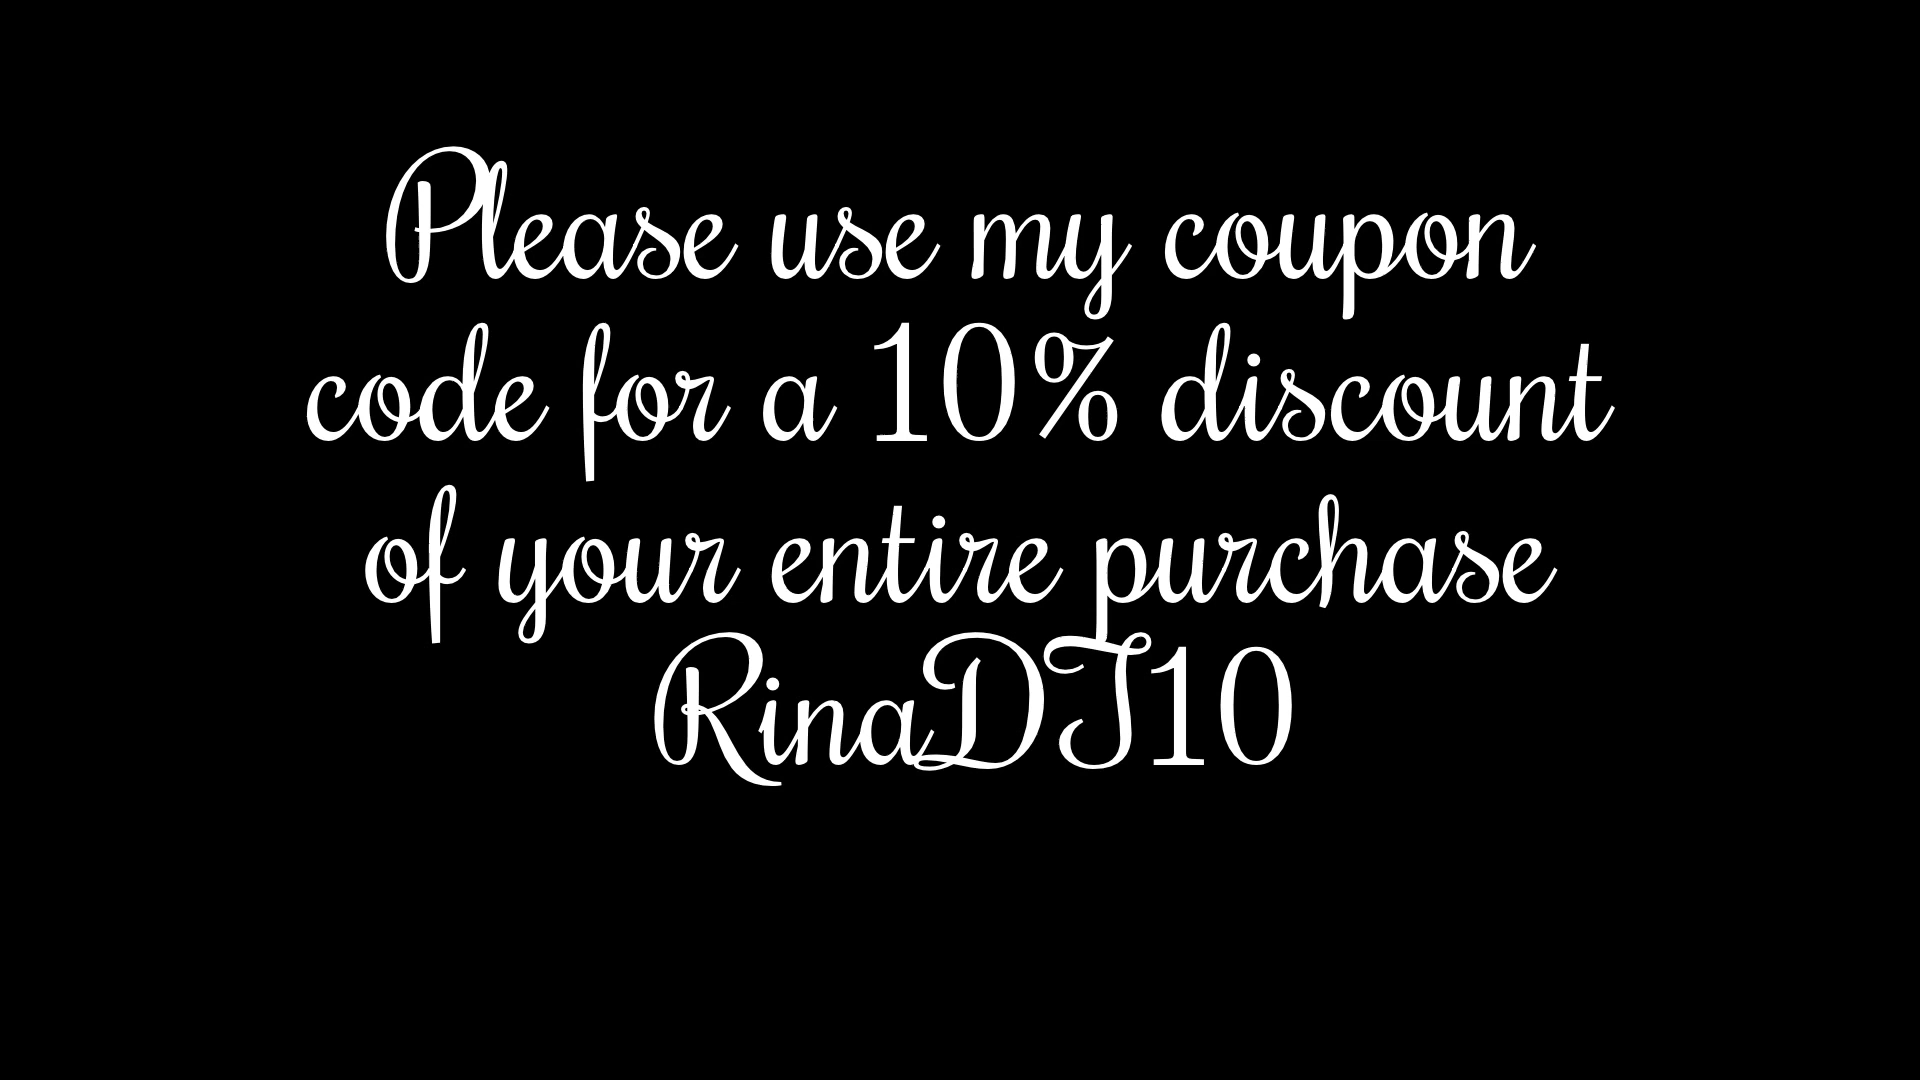 Please use my coupon
code for a 10% discount
of your entire purchase
RinaDT10